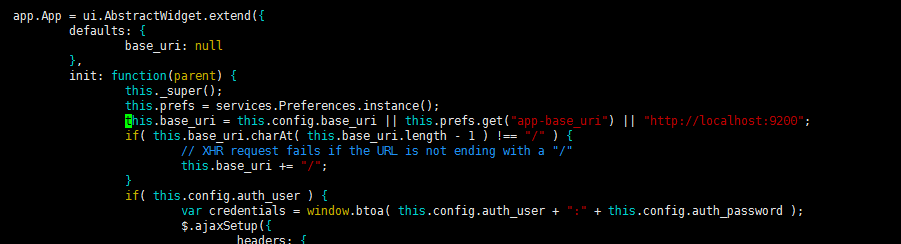 app.App = ui.AbstractWidget.extend({
defaults: {
base_uri: null
},
init: function(parent) {
this._super();
this.prefs = services.Preferences.instance();
this.base_uri = this.config.base_uri || this.prefs.get("app-base_uri") || "http://localhost:9200";
if( this.base_uri.charAt( this.base_uri.length - 1 ) !== "/" ) {
// XHR request fails if the URL is not ending with a "/"
this.base_uri += "/";
}
if( this.config.auth_user ) {
var credentials = window.btoa( this.config.auth_user + ":" + this.config.auth_password );
$.ajaxSetup({
headers: {